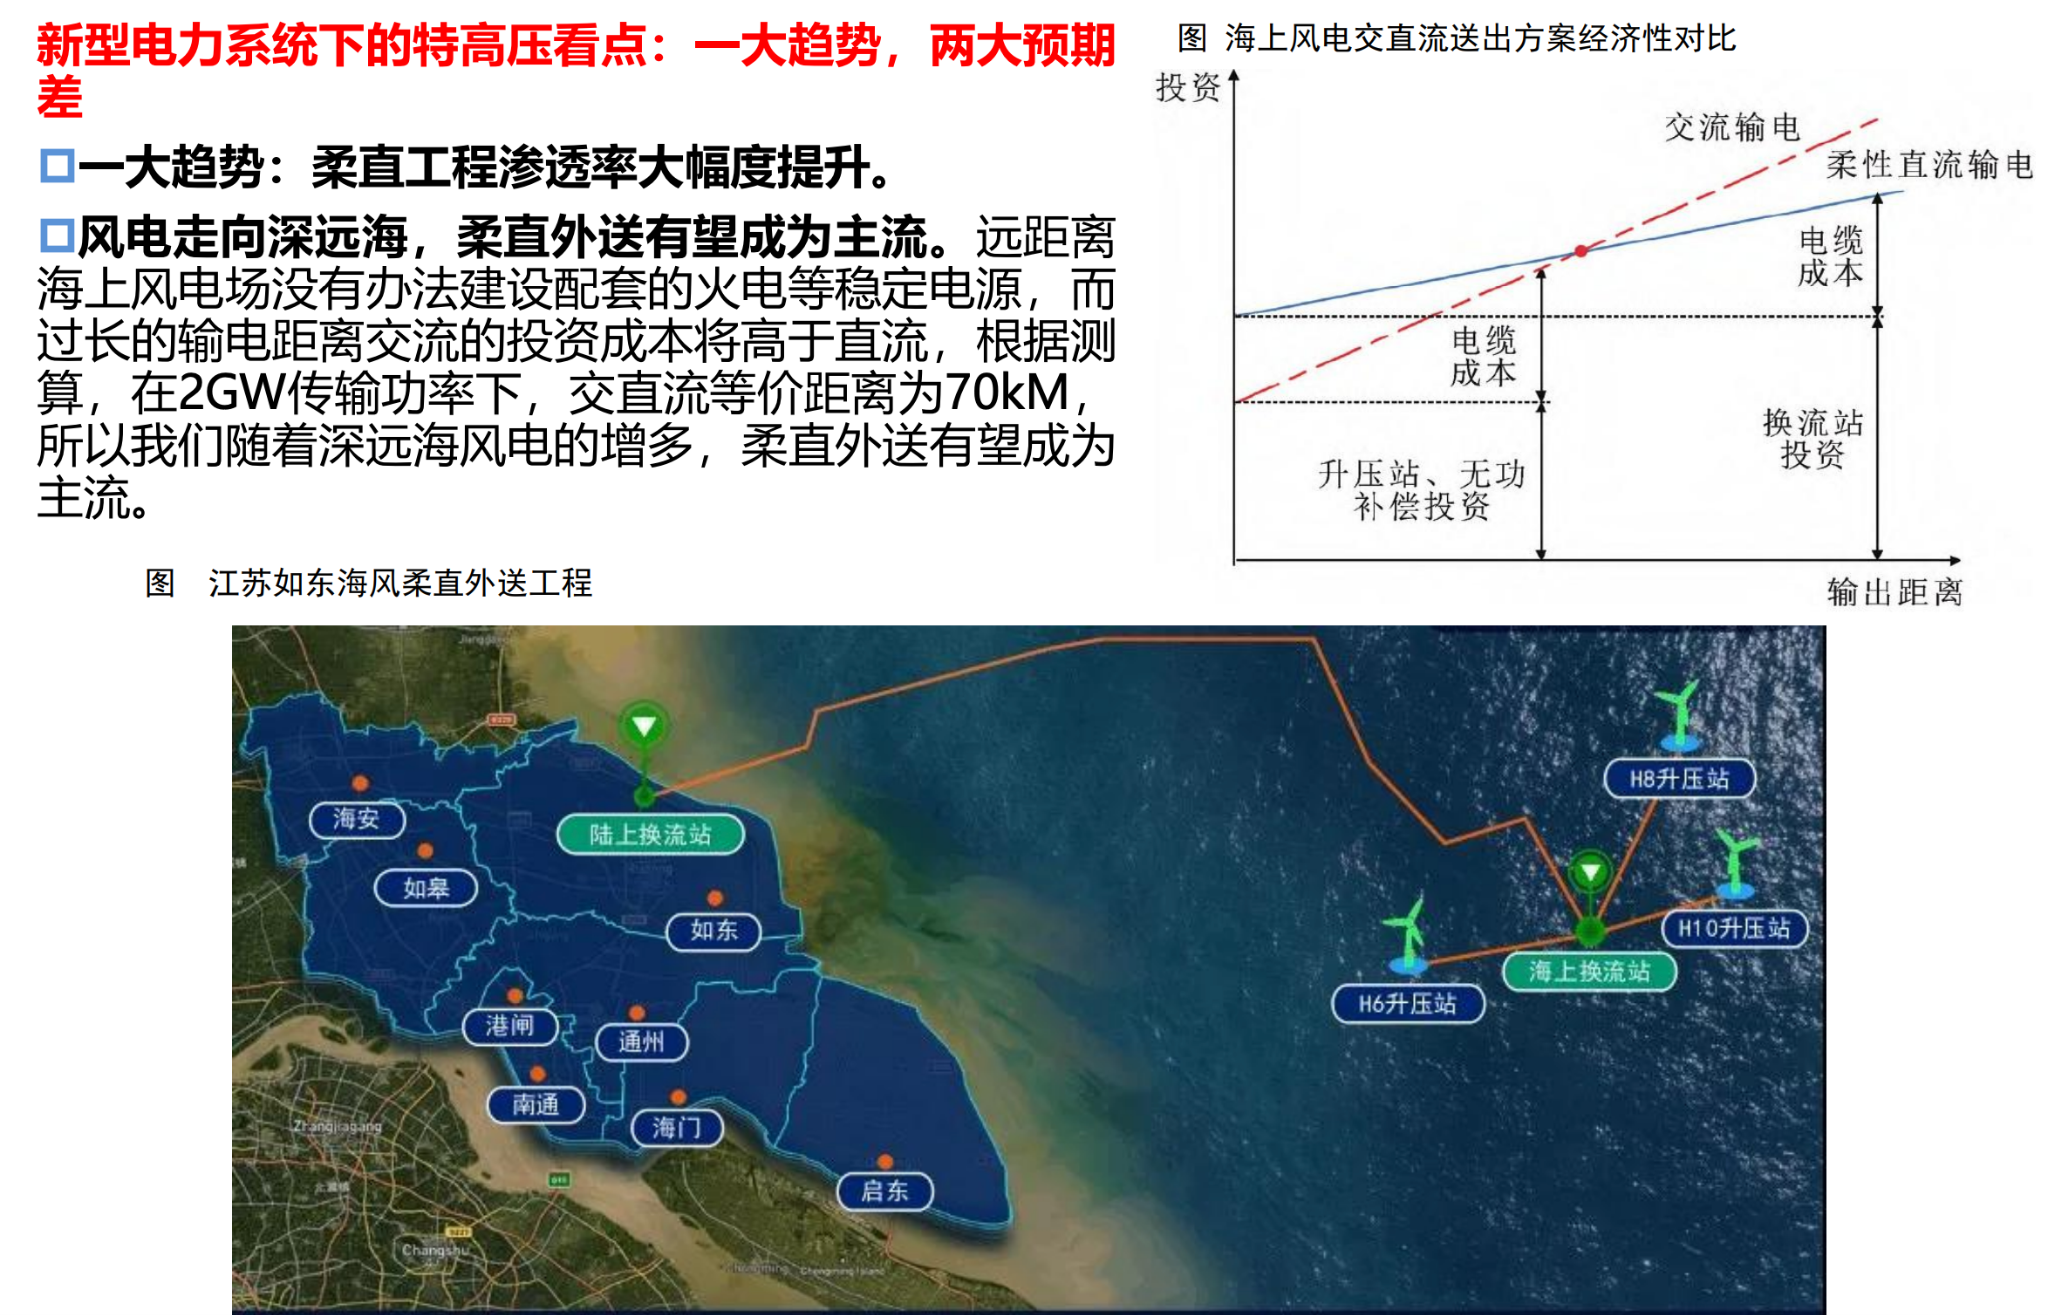 新型电力系统下的特高压看点：一大趋势，两大预期
差
一大趋势：柔直工程渗透率大幅度提升。
风电走向深远海，柔直外送有望成为主流。远距离
海上风电场没有办法建设配套的火电等稳定电源，而
过长的输电距离交流的投资成本将高于直流，根据测
算，在2GW传输功率下，交直流等价距离为70kM，
所以我们随着深远海风电的增多，柔直外送有望成为
主流。
图 海上风电交直流送出方案经济性对比
投资
交流输电
柔性直流输电
电缆
成本
电缆
成本
换流站
投资
升压站、无功
补偿投资
输出距离
图 江苏如东海风柔直外送工程
H8升压站
海安
陆上换流站
如皋
如东
H10升压站
海上换流站
H6升压站
港闸
通州
南通
海门
Zhangjiagang
启东
Changshu
Chongming
Chongming Island